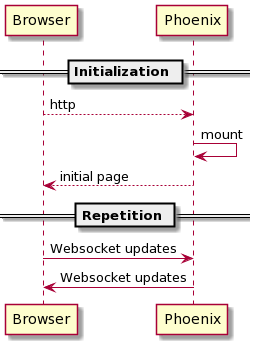 Browser Phoenix
Initialization
http
mount
initial page
Repetition
Websocket updates
Websocket updates
Browser Phoenix